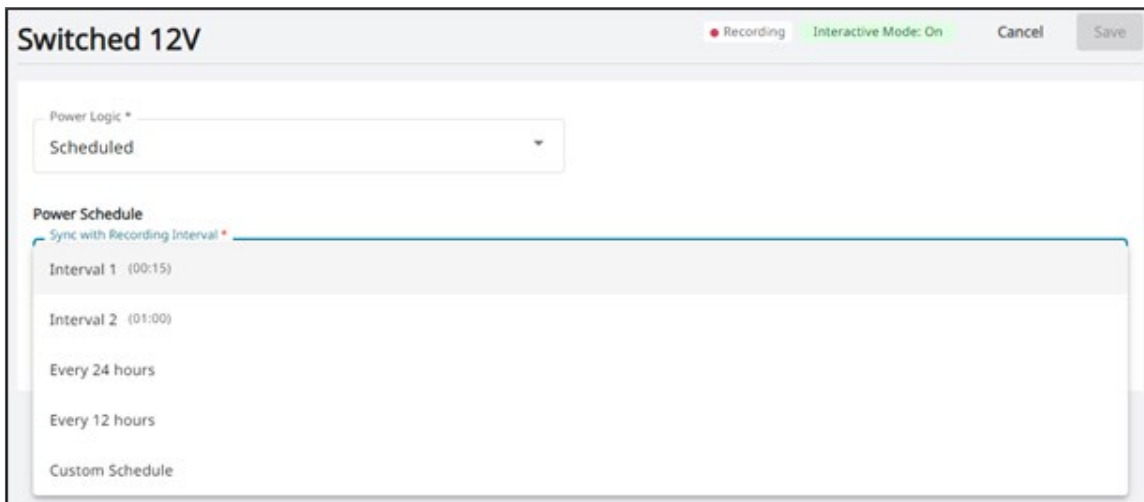 Switched 12V
Recording Interactive Mode: On Cancel Save
Power Logic *
Scheduled
Power Schedule
Sync with Recording Interval *
Interval 1 (00:15)
Interval 2 (01:00)
Every 24 hours
Every 12 hours
Custom Schedule